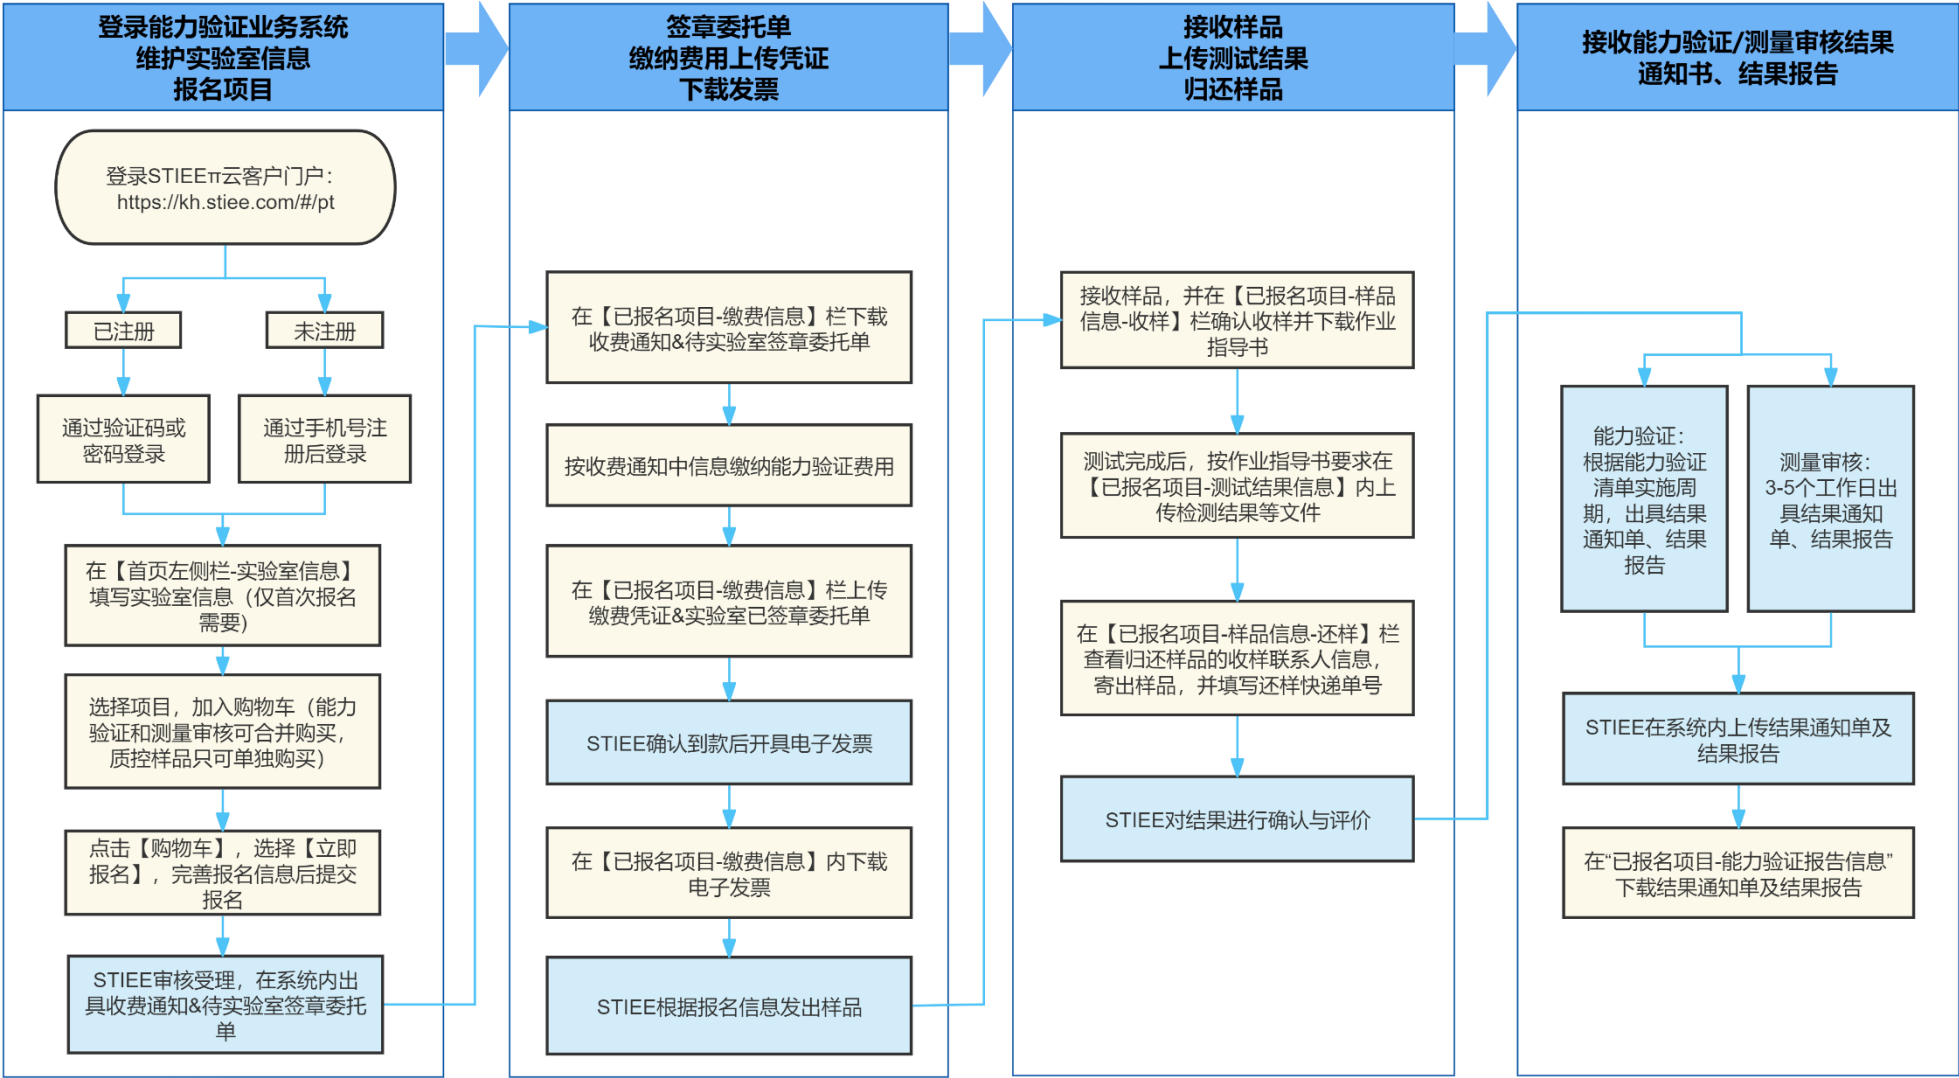 登录能力验证业务系统
维护实验室信息
报名项目
登录STIEEπ云客户门户：
https://kh.stiee.com/#/pt
已注册
未注册
通过验证码或
密码登录
通过手机号注
册后登录
在【首页左侧栏-实验室信息】
填写实验室信息（仅首次报名
需要）
选择项目，加入购物车（能力
验证和测量审核可合并购买，
质控样品只可单独购买）
点击【购物车】，选择【立即
报名】，完善报名信息后提交
报名
STIEE审核受理，在系统内出
具收费通知&待实验室签章委托
单
签章委托单
缴纳费用上传凭证
下载发票
在【已报名项目-缴费信息】栏下载
收费通知&待实验室签章委托单
按收费通知中信息缴纳能力验证费用
在【已报名项目-缴费信息】栏上传
缴费凭证&实验室已签章委托单
STIEE确认到款后开具电子发票
在【已报名项目-缴费信息】内下载
电子发票
STIEE根据报名信息发出样品
接收样品
上传测试结果
归还样品
接收样品，并在【已报名项目-样品
信息-收样】栏确认收样并下载作业
指导书
测试完成后，按作业指导书要求在
【已报名项目-测试结果信息】内上
传检测结果等文件
在【已报名项目-样品信息-还样】栏
查看归还样品的收样联系人信息，
寄出样品，并填写还样快递单号
STIEE对结果进行确认与评价
接收能力验证/测量审核结果
通知书、结果报告
能力验证：
根据能力验证
清单实施周
期，出具结果
通知单、结果
报告
测量审核：
3-5个工作日出
具结果通知
单、结果报告
STIEE在系统内上传结果通知单及
结果报告
在“已报名项目-能力验证报告信息”
下载结果通知单及结果报告